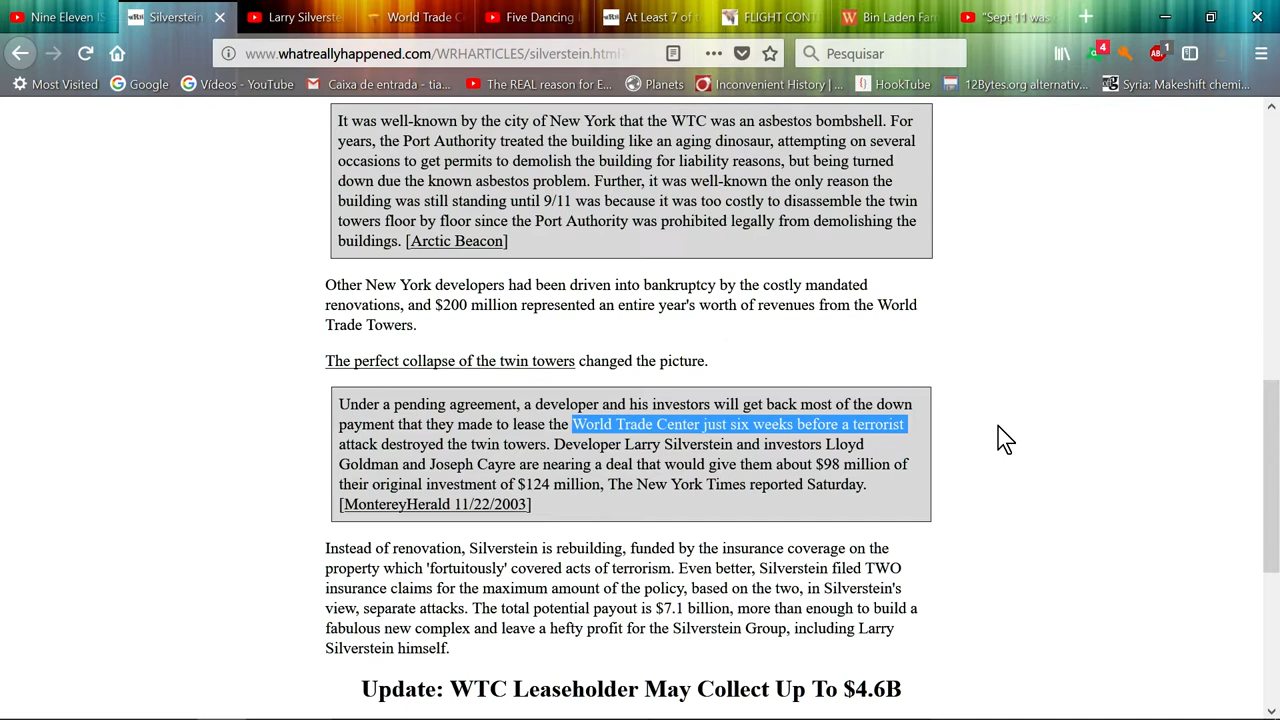 Nine Eleven IS
Silverstein
Larry Silverste
World Trade Ce
Five Dancing I
At Least 7 of t
FLIGHT CONT
Bin Laden Fam
"Sept 11 was
www.whatreallyhappened.com/WRHARTICLES/silverstein.html?
Pesquisar
4
1
Most Visited
Google
Vídeos - YouTube
Caixa de entrada - tia...
The REAL reason for E...
Planets
Inconvenient History | ...
HookTube
12Bytes.org alternativ...
Syria: Makeshift chemi...
It was well-known by the city of New York that the WTC was an asbestos bombshell. For
years, the Port Authority treated the building like an aging dinosaur, attempting on several
occasions to get permits to demolish the building for liability reasons, but being turned
down due the known asbestos problem. Further, it was well-known the only reason the
building was still standing until 9/11 was because it was too costly to disassemble the twin
towers floor by floor since the Port Authority was prohibited legally from demolishing the
buildings. [Arctic Beacon]
Other New York developers had been driven into bankruptcy by the costly mandated
renovations, and $200 million represented an entire year's worth of revenues from the World
Trade Towers.
The perfect collapse of the twin towers changed the picture.
Under a pending agreement, a developer and his investors will get back most of the down
payment that they made to lease the World Trade Center just six weeks before a terrorist
attack destroyed the twin towers. Developer Larry Silverstein and investors Lloyd
Goldman and Joseph Cayre are nearing a deal that would give them about $98 million of
their original investment of $124 million, The New York Times reported Saturday.
[MontereyHerald 11/22/2003]
Instead of renovation, Silverstein is rebuilding, funded by the insurance coverage on the
property which 'fortuitously' covered acts of terrorism. Even better, Silverstein filed TWO
insurance claims for the maximum amount of the policy, based on the two, in Silverstein's
view, separate attacks. The total potential payout is $7.1 billion, more than enough to build a
fabulous new complex and leave a hefty profit for the Silverstein Group, including Larry
Silverstein himself.
Update: WTC Leaseholder May Collect Up To $4.6B